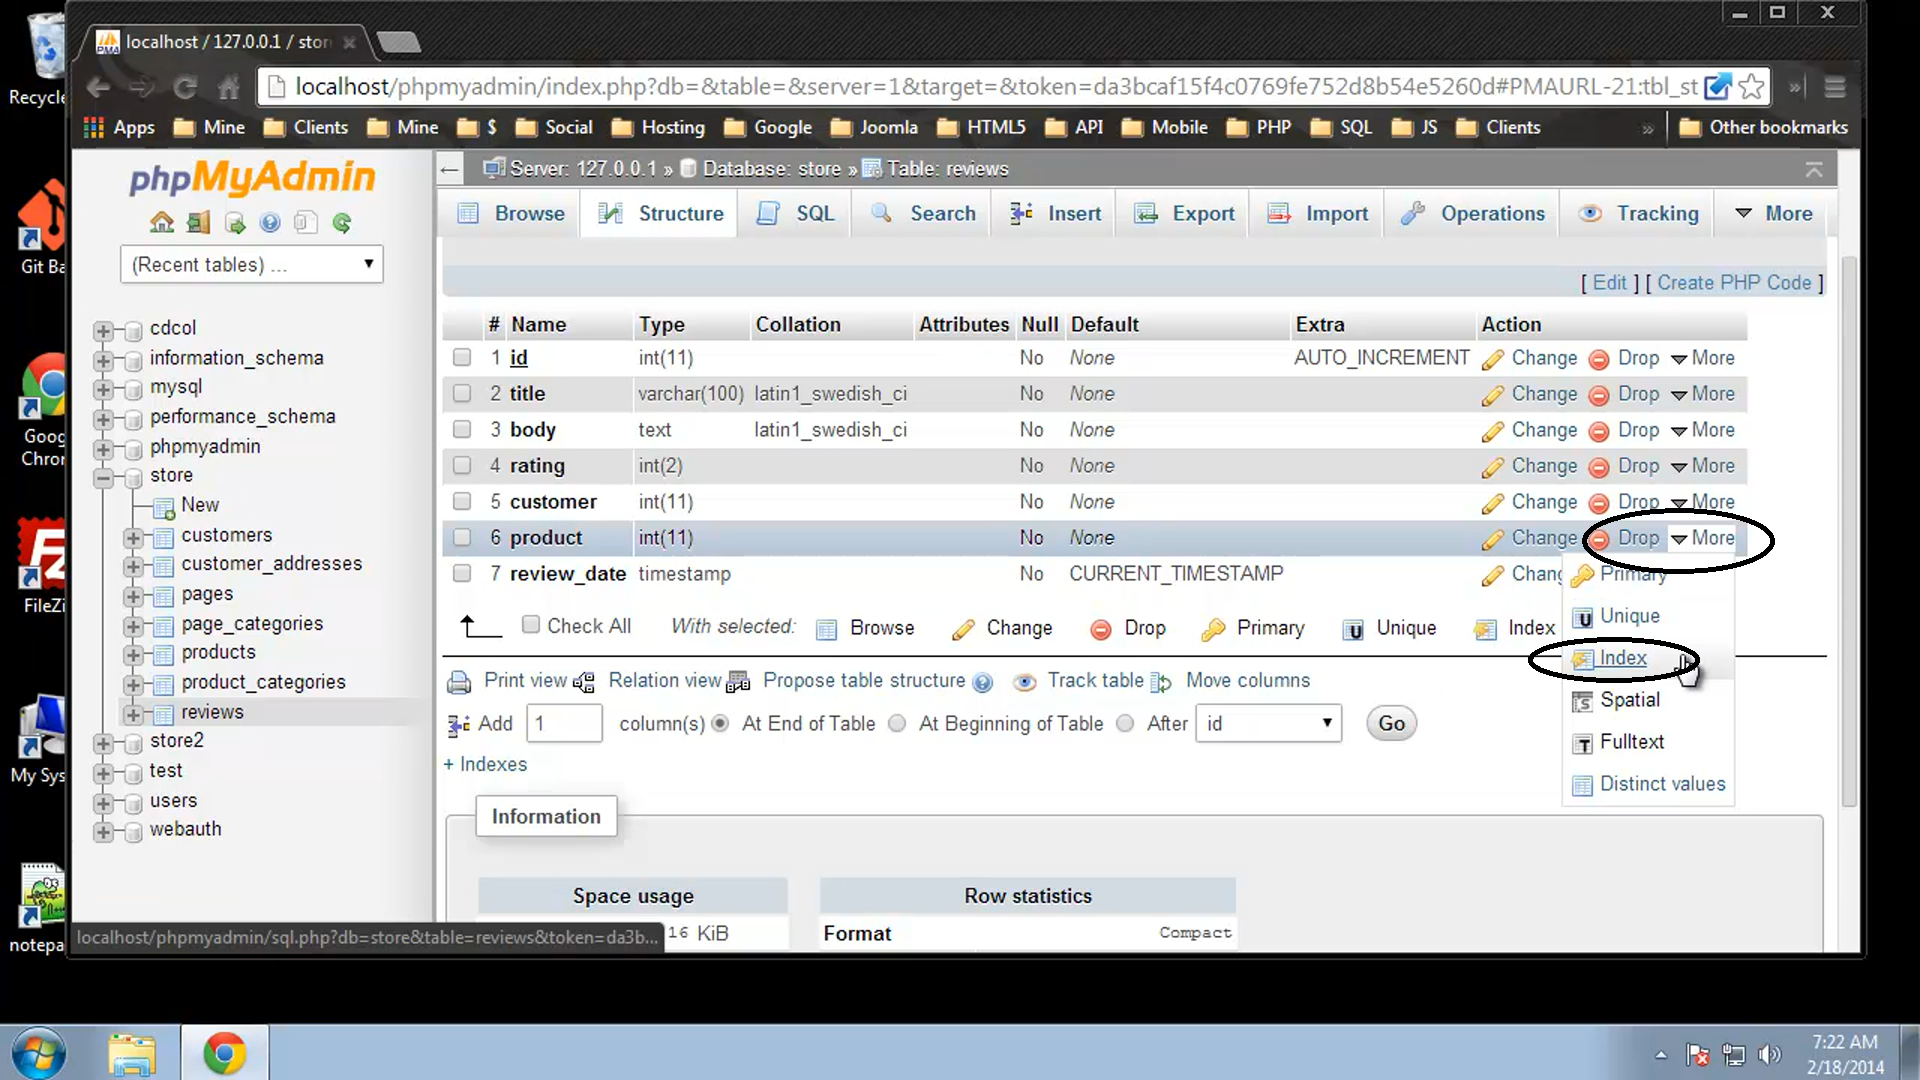 localhost / 127.0.0.1 / stor
localhost/phpmyadmin/index.php?db=&table=&server=1&target=&token=da3bcaf15f4c0769fe752d8b54e5260d#PMAURL-21:tbl_st
Apps Mine Clients Mine $ Social Hosting Google Joomla HTML5 API Mobile PHP SQL JS Clients » Other bookmarks
Recycle
Git Ba
Goog
Chron
FileZi
My Sys
notepa
phpMyAdmin
(Recent tables) ...
cdcol
information_schema
mysql
performance_schema
phpmyadmin
store
New
customers
customer_addresses
pages
page_categories
products
product_categories
reviews
store2
test
users
webauth
Server: 127.0.0.1 » Database: store » Table: reviews
Browse Structure SQL Search Insert Export Import Operations Tracking More
[ Edit ] [ Create PHP Code ]
# Name Type Collation Attributes Null Default Extra Action
1 id int(11) No None AUTO_INCREMENT Change Drop More
2 title varchar(100) latin1_swedish_ci No None Change Drop More
3 body text latin1_swedish_ci No None Change Drop More
4 rating int(2) No None Change Drop More
5 customer int(11) No None Change Drop More
6 product int(11) No None Change Drop More
7 review_date timestamp No CURRENT_TIMESTAMP Chang
Primary
Unique
Index
Spatial
Fulltext
Distinct values
Check All With selected: Browse Change Drop Primary Unique Index
Print view Relation view Propose table structure Track table Move columns
Add 1 column(s) At End of Table At Beginning of Table After id Go
+ Indexes
Information
Space usage Row statistics
16 KiB Format Compact
localhost/phpmyadmin/sql.php?db=store&table=reviews&token=da3b...
7:22 AM
2/18/2014